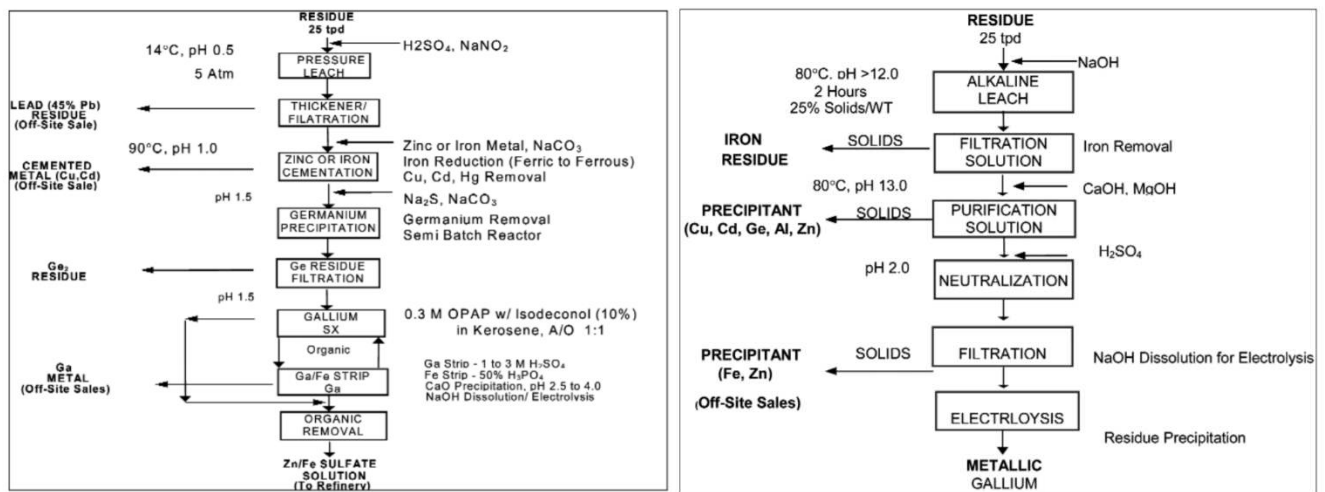 RESIDUE
25 tpd
H2SO₄, NaNO₂
14°C, pH 0.5
5 Atm
PRESSURE
LEACH
LEAD (45% Pb)
RESIDUE
(Off-Site Sale)
THICKENER/
FILATRATION
Zinc or Iron Metal, NaCO₃
Iron Reduction (Ferric to Ferrous)
Cu, Cd, Hg Removal
90°C, pH 1.0
CEMENTED
METAL (Cu,Cd)
(Off-Site Sale)
ZINC OR IRON
CEMENTATION
pH 1.5
Na₂S, NaCO₃
GERMANIUM
PRECIPITATION
Germanium Removal
Semi Batch Reactor
Ge₂
RESIDUE
Ge RESIDUE
FILTRATION
pH 1.5
GALLIUM
SX
0.3 M OPAP w/ Isodeconol (10%)
in Kerosene, A/O 1:1
Organic
Ga
METAL
(Off-Site Sales)
Ga/Fe STRIP
Ga
Ga Strip - 1 to 3 M H₂SO₄
Fe Strip - 50% H₃PO₄
CaO Precipitation, pH 2.5 to 4.0
NaOH Dissolution/ Electrolysis
ORGANIC
REMOVAL
Zn/Fe SULFATE
SOLUTION
(To Refinery)
RESIDUE
25 tpd
NaOH
80°C. pH >12.0
2 Hours
25% Solids/WT
ALKALINE
LEACH
IRON
RESIDUE
SOLIDS
FILTRATION
SOLUTION
Iron Removal
80°C, pH 13.0
CaOH, MgOH
PRECIPITANT
(Cu, Cd, Ge, Al, Zn)
SOLIDS
PURIFICATION
SOLUTION
H₂SO₄
pH 2.0
NEUTRALIZATION
PRECIPITANT
(Fe, Zn)
(Off-Site Sales)
SOLIDS
FILTRATION
NaOH Dissolution for Electrolysis
ELECTRLOYSIS
Residue Precipitation
METALLIC
GALLIUM